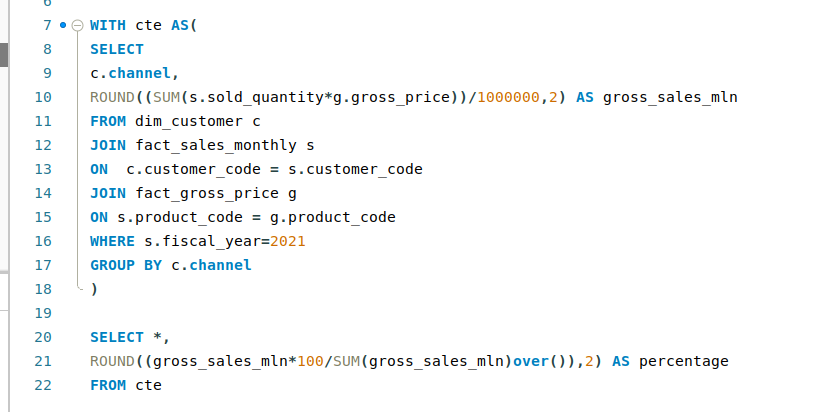 6
7 WITH cte AS(
8 SELECT
9 c.channel,
10 ROUND((SUM(s.sold_quantity*g.gross_price))/1000000,2) AS gross_sales_mln
11 FROM dim_customer c
12 JOIN fact_sales_monthly s
13 ON  c.customer_code = s.customer_code
14 JOIN fact_gross_price g
15 ON s.product_code = g.product_code
16 WHERE s.fiscal_year=2021
17 GROUP BY c.channel
18 )
19
20 SELECT *,
21 ROUND((gross_sales_mln*100/SUM(gross_sales_mln)over()),2) AS percentage
22 FROM cte